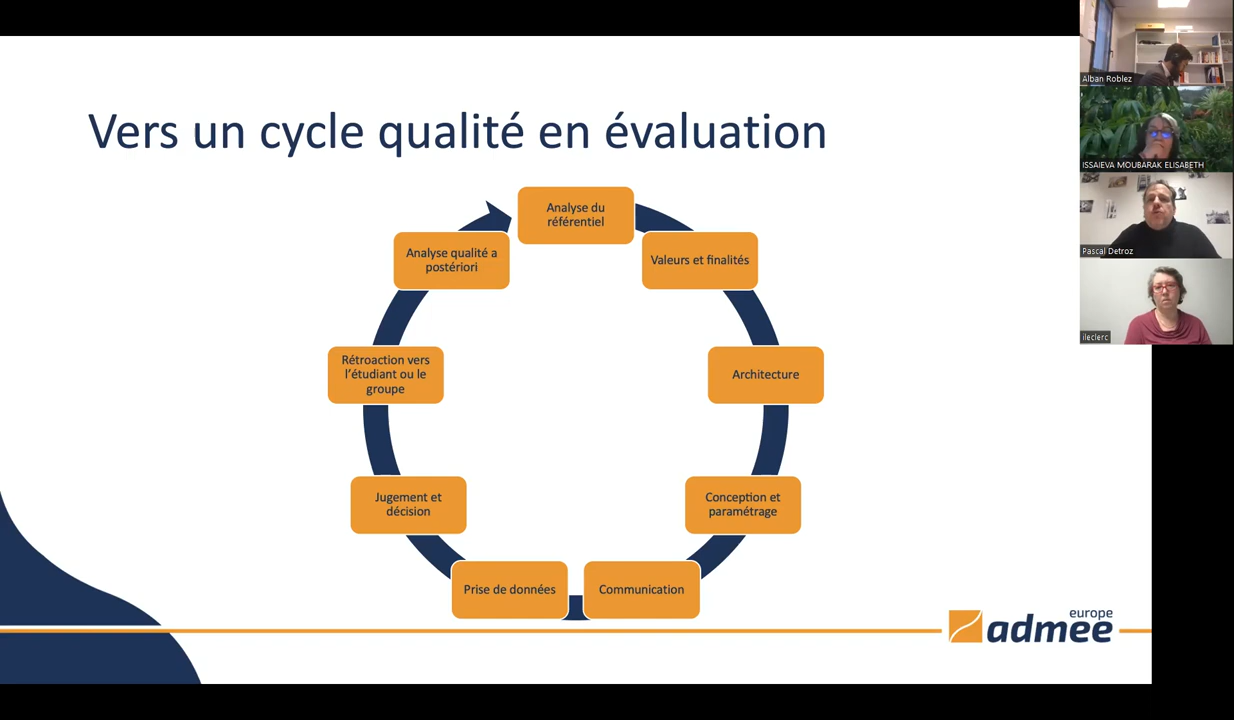 Vers un cycle qualité en évaluation
Analyse du
référentiel
Valeurs et finalités
Architecture
Conception et
paramétrage
Communication
Prise de données
Jugement et
décision
Rétroaction vers
l'étudiant ou le
groupe
Analyse qualité a
postériori
europe
admee
Alban Roblez
ISSAIEVA MOUBARAK ELISABETH
Pascal Detroz
ileclerc